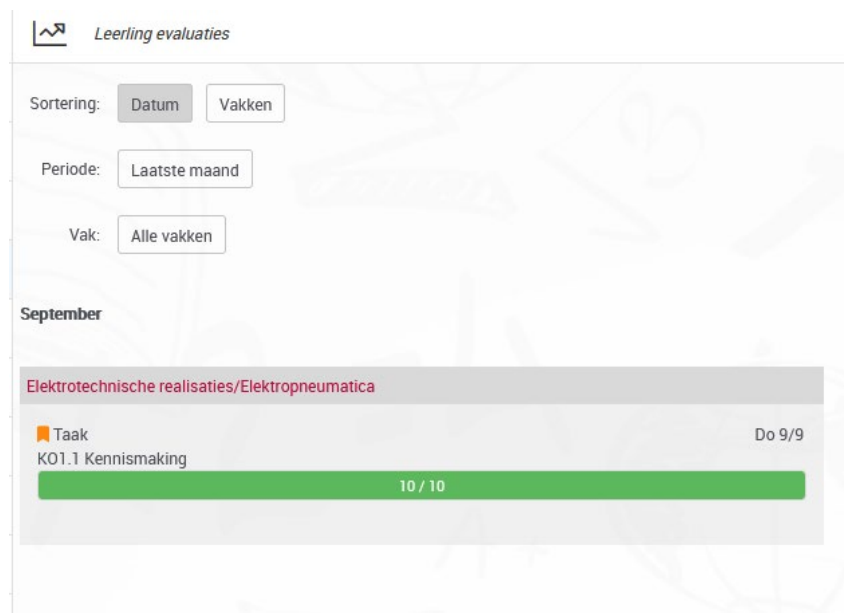 Leerling evaluaties
Sortering: Datum Vakken
Periode: Laatste maand
Vak: Alle vakken
September
Elektrotechnische realisaties/Elektropneumatica
Taak Do 9/9
KO1.1 Kennismaking
10 / 10
A+